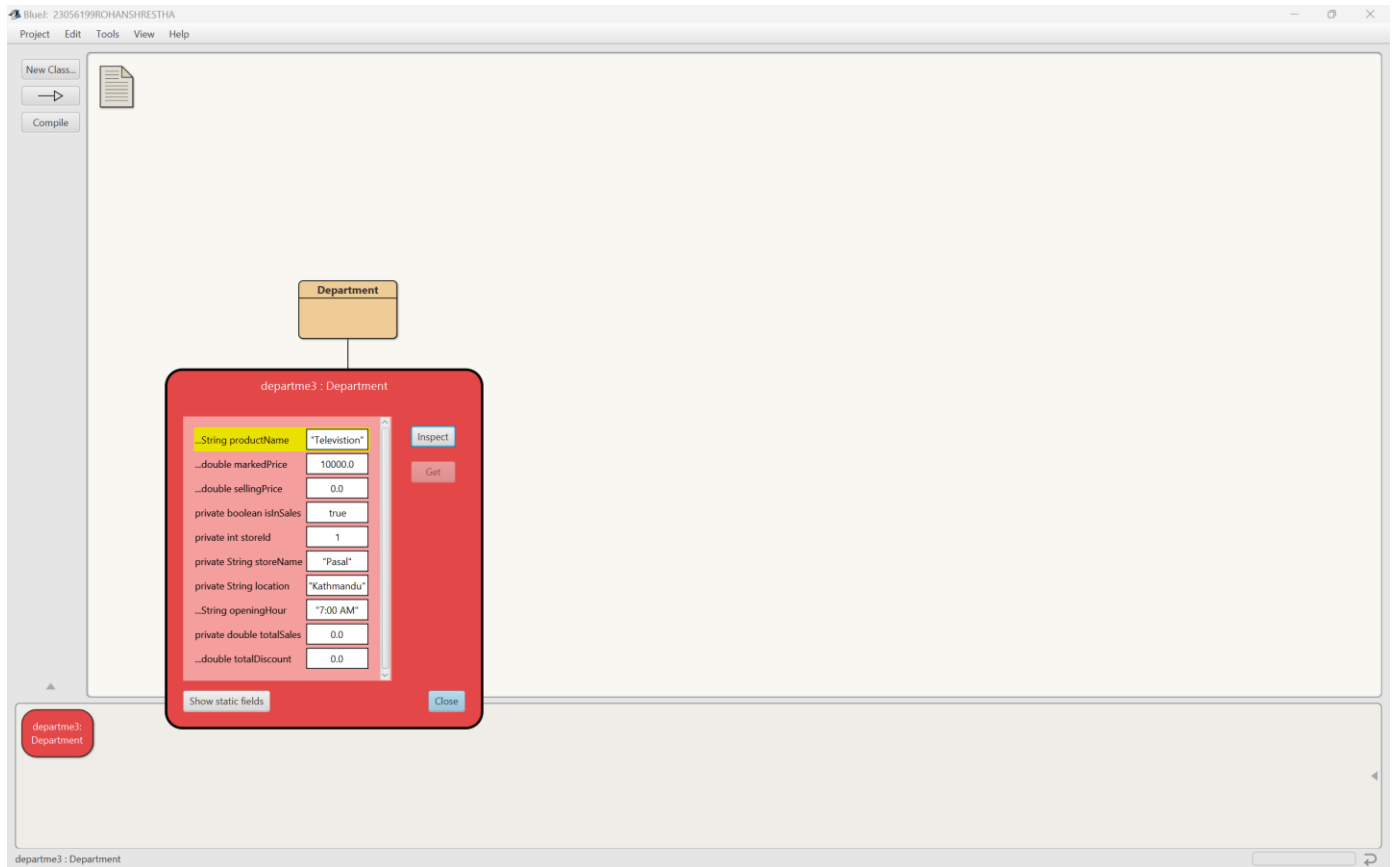 BlueJ: 23056199ROHANSHRESTHA
Project Edit Tools View Help
New Class...
Compile
Department
departme3 : Department
...String productName "Televistion"
...double markedPrice 10000.0
...double sellingPrice 0.0
private boolean isInSales true
private int storeId 1
private String storeName "Pasal"
private String location "Kathmandu"
...String openingHour "7:00 AM"
private double totalSales 0.0
...double totalDiscount 0.0
Inspect
Get
Show static fields
Close
departme3:
Department
departme3 : Department